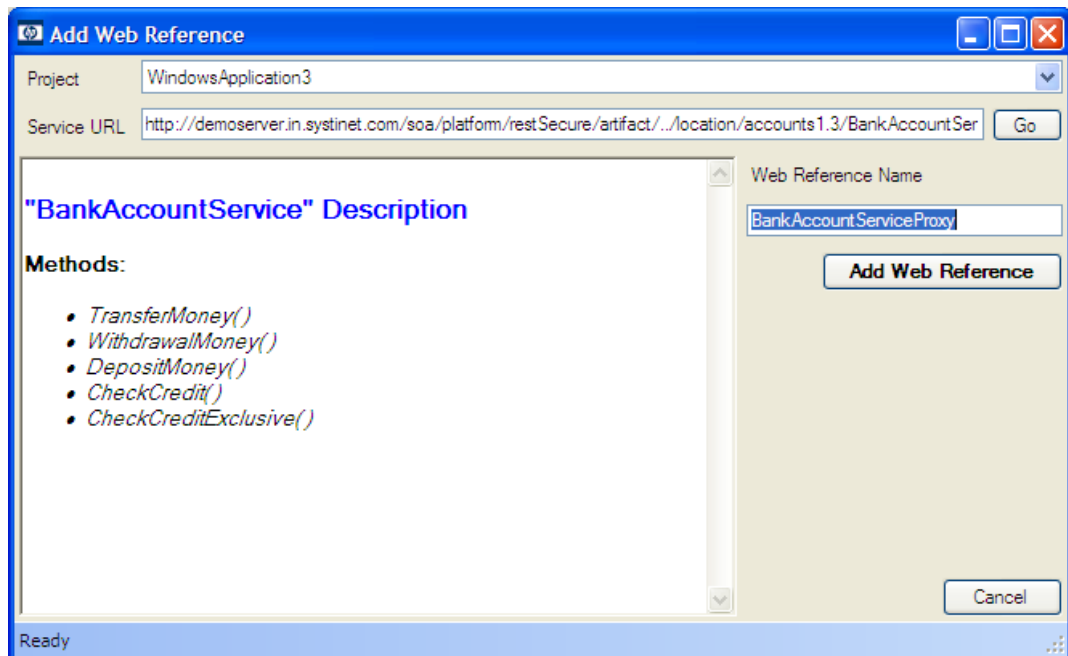 Add Web Reference
Project WindowsApplication3
Service URL http://demoserver.in.systinet.com/soa/platform/restSecure/artifact/../location/accounts1.3/BankAccountSer Go
Web Reference Name
"BankAccountService" Description
BankAccountServiceProxy
Methods:
Add Web Reference
• TransferMoney()
• WithdrawalMoney()
• DepositMoney()
• CheckCredit()
• CheckCreditExclusive()
Cancel
Ready